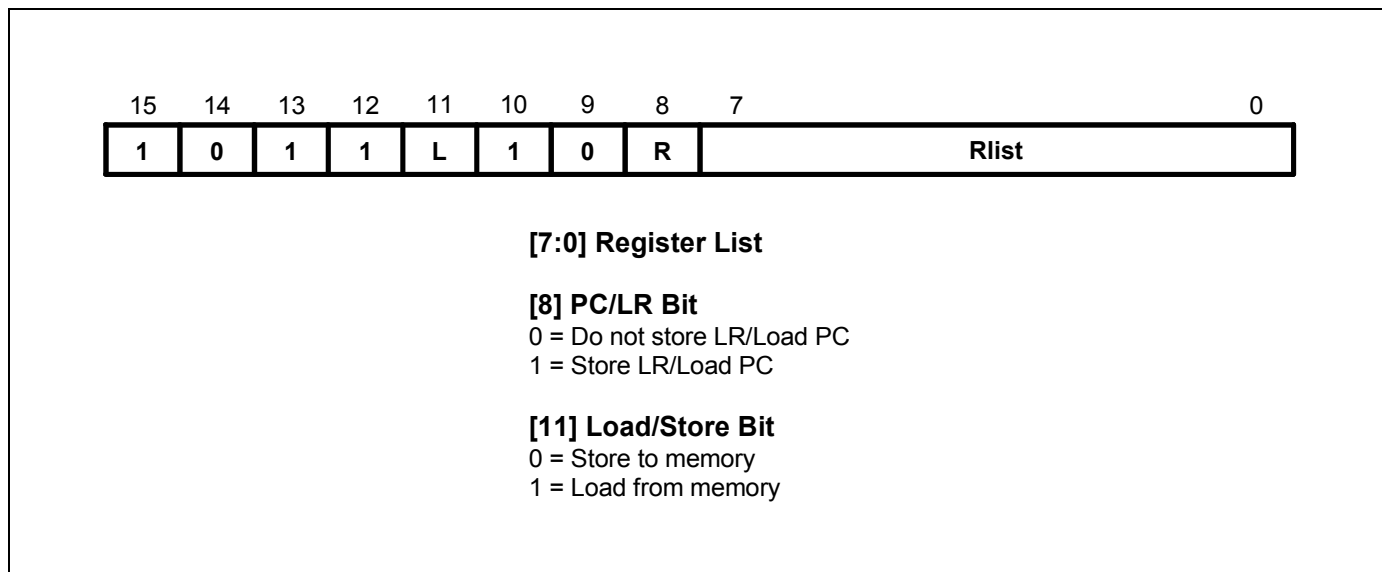 15 14 13 12 11 10 9 8 7 0
1 0 1 1 L 1 0 R Rlist
[7:0] Register List
[8] PC/LR Bit
0 = Do not store LR/Load PC
1 = Store LR/Load PC
[11] Load/Store Bit
0 = Store to memory
1 = Load from memory